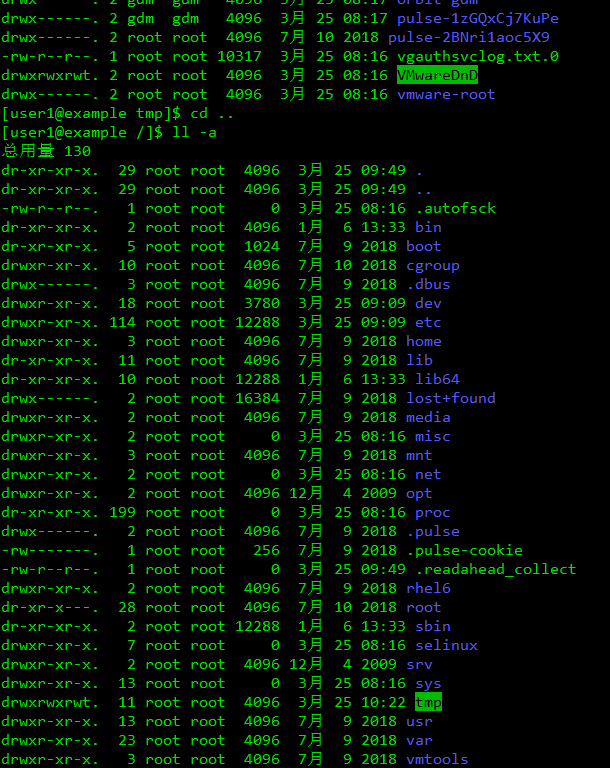 drwx------. 2 gdm  gdm   4096  3月 25 08:17 orbit-gdm
drwx------. 2 gdm  gdm   4096  3月 25 08:17 pulse-1zGQxCj7KuPe
drwx------. 2 root root  4096  7月 10 2018 pulse-2BNri1aoc5X9
-rw-r--r--. 1 root root 10317  3月 25 08:16 vgauthsvclog.txt.0
drwxrwxrwt. 2 root root  4096  3月 25 08:16 VMwareDnD
drwx------. 2 root root  4096  3月 25 08:16 vmware-root
[user1@example tmp]$ cd ..
[user1@example /]$ ll -a
总用量 130
dr-xr-xr-x.  29 root root  4096  3月 25 09:49 .
dr-xr-xr-x.  29 root root  4096  3月 25 09:49 ..
-rw-r--r--.   1 root root     0  3月 25 08:16 .autofsck
dr-xr-xr-x.   2 root root  4096  1月  6 13:33 bin
dr-xr-xr-x.   5 root root  1024  7月  9 2018 boot
drwxr-xr-x.  10 root root  4096  7月 10 2018 cgroup
drwx------.   3 root root  4096  7月  9 2018 .dbus
drwxr-xr-x.  18 root root  3780  3月 25 09:09 dev
drwxr-xr-x. 114 root root 12288  3月 25 09:09 etc
drwxr-xr-x.   3 root root  4096  7月  9 2018 home
dr-xr-xr-x.  11 root root  4096  7月  9 2018 lib
dr-xr-xr-x.  10 root root 12288  1月  6 13:33 lib64
drwx------.   2 root root 16384  7月  9 2018 lost+found
drwxr-xr-x.   2 root root  4096  7月  9 2018 media
drwxr-xr-x.   2 root root     0  3月 25 08:16 misc
drwxr-xr-x.   3 root root  4096  7月  9 2018 mnt
drwxr-xr-x.   2 root root     0  3月 25 08:16 net
drwxr-xr-x.   2 root root  4096 12月  4 2009 opt
dr-xr-xr-x. 199 root root     0  3月 25 08:16 proc
drwx------.   2 root root  4096  7月  9 2018 .pulse
-rw-------.   1 root root   256  7月  9 2018 .pulse-cookie
-rw-r--r--.   1 root root     0  3月 25 09:49 .readahead_collect
drwxr-xr-x.   2 root root  4096  7月  9 2018 rhel6
dr-xr-x---.  28 root root  4096  7月 10 2018 root
dr-xr-xr-x.   2 root root 12288  1月  6 13:33 sbin
drwxr-xr-x.   7 root root     0  3月 25 08:16 selinux
drwxr-xr-x.   2 root root  4096 12月  4 2009 srv
drwxr-xr-x.  13 root root     0  3月 25 08:16 sys
drwxrwxrwt.  11 root root  4096  3月 25 10:22 tmp
drwxr-xr-x.  13 root root  4096  7月  9 2018 usr
drwxr-xr-x.  23 root root  4096  7月  9 2018 var
drwxr-xr-x.   3 root root  4096  7月  9 2018 vmtools